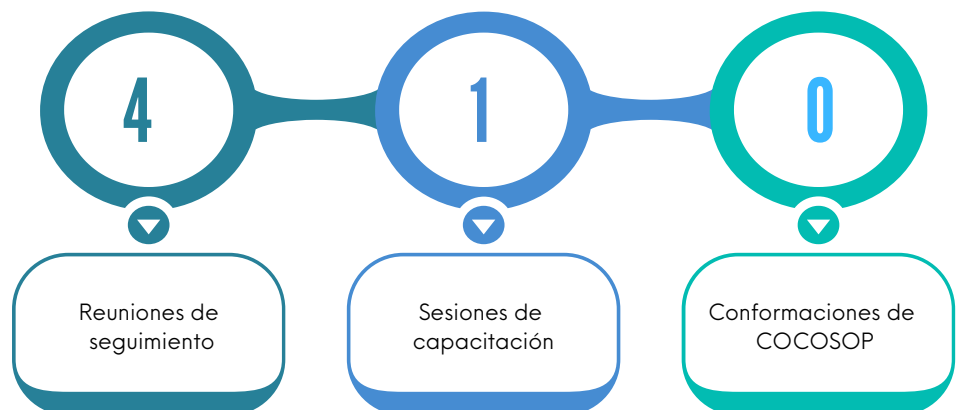 4
1
0
Reuniones de
seguimiento
Sesiones de
capacitación
Conformaciones de
COCOSOP